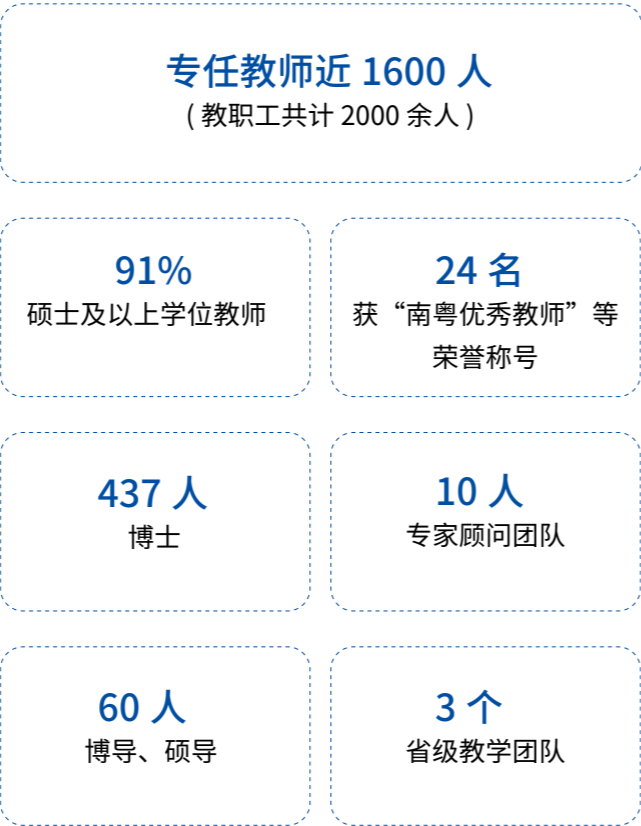 专任教师近 1600 人
( 教职工共计 2000 余人 )
91%
硕士及以上学位教师
24 名
获“南粤优秀教师”等
荣誉称号
437 人
博士
10 人
专家顾问团队
60 人
博导、硕导
3 个
省级教学团队